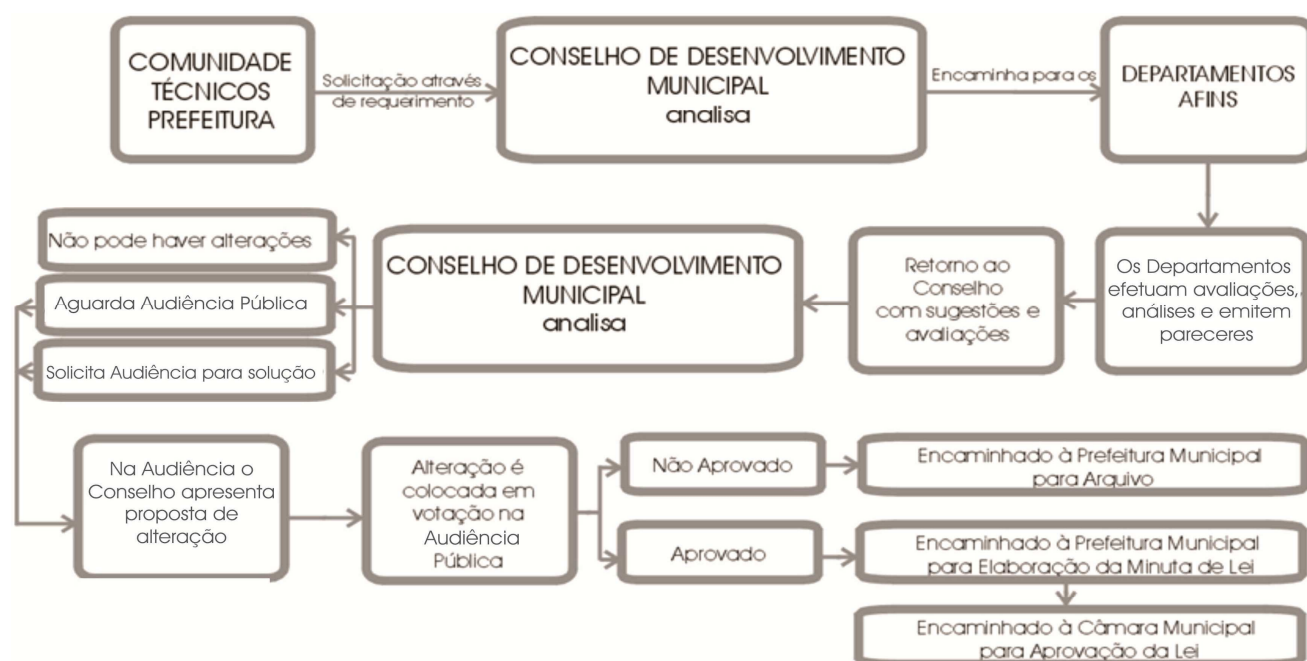 COMUNIDADE
TÉCNICOS
PREFEITURA
Solicitação através
de requerimento
CONSELHO DE DESENVOLVIMENTO
MUNICIPAL
analisa
Encaminha para os
DEPARTAMENTOS
AFINS
Não pode haver alterações
Aguarda Audiência Pública
Solicita Audiência para solução
CONSELHO DE DESENVOLVIMENTO
MUNICIPAL
analisa
Retorno ao
Conselho
com sugestões e
avaliações
Os Departamentos
efetuam avaliações,
análises e emitem
pareceres
Na Audiência o
Conselho apresenta
proposta de
alteração
Alteração é
colocada em
votação na
Audiência
Pública
Não Aprovado
Encaminhado à Prefeitura Municipal
para Arquivo
Aprovado
Encaminhado à Prefeitura Municipal
para Elaboração da Minuta de Lei
Encaminhado à Câmara Municipal
para Aprovação da Lei